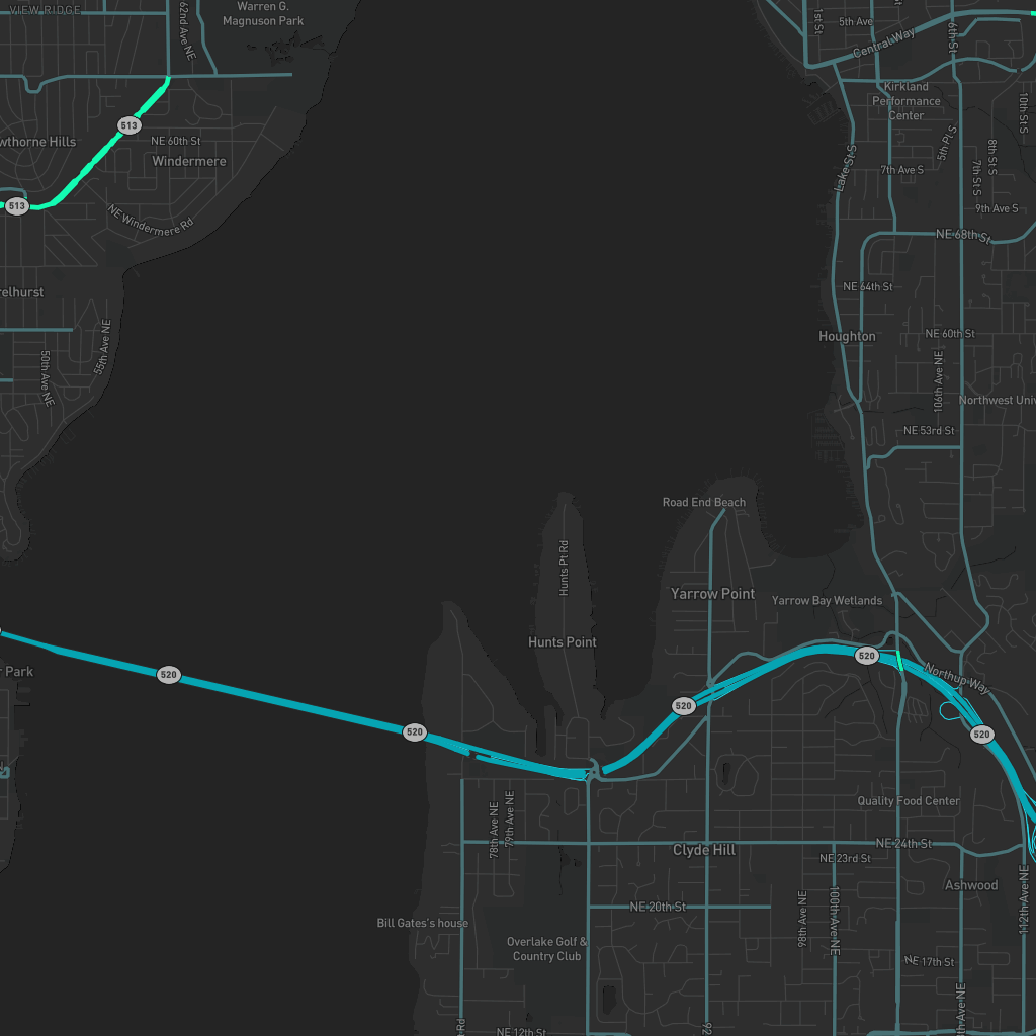 VIEW RIDGE
62nd Ave NE
Warren G.
Magnuson Park
1st St
5th Ave
Central Way
6th St
513
NE 60th St
Windermere
Kirkland
Performance
Center
10th St S
5th Pl S
8th St S
7th St S
Lake St S
7th Ave S
513
NE Windermere Rd
9th Ave S
NE 68th St
NE 64th St
55th Ave NE
50th Ave NE
Houghton
NE 60th St
106th Ave NE
NE 53rd St
Road End Beach
Hunts Pt Rd
Yarrow Point
Yarrow Bay Wetlands
Hunts Point
520
Park
520
Northup Way
520
520
520
78th Ave NE
79th Ave NE
Quality Food Center
Clyde Hill
NE 24th St
NE 23rd St
Ashwood
112th Ave NE
98th Ave NE
100th Ave NE
NE 20th St
Bill Gates's house
Overlake Golf &
Country Club
NE 17th St
NE 12th St
Rd
92